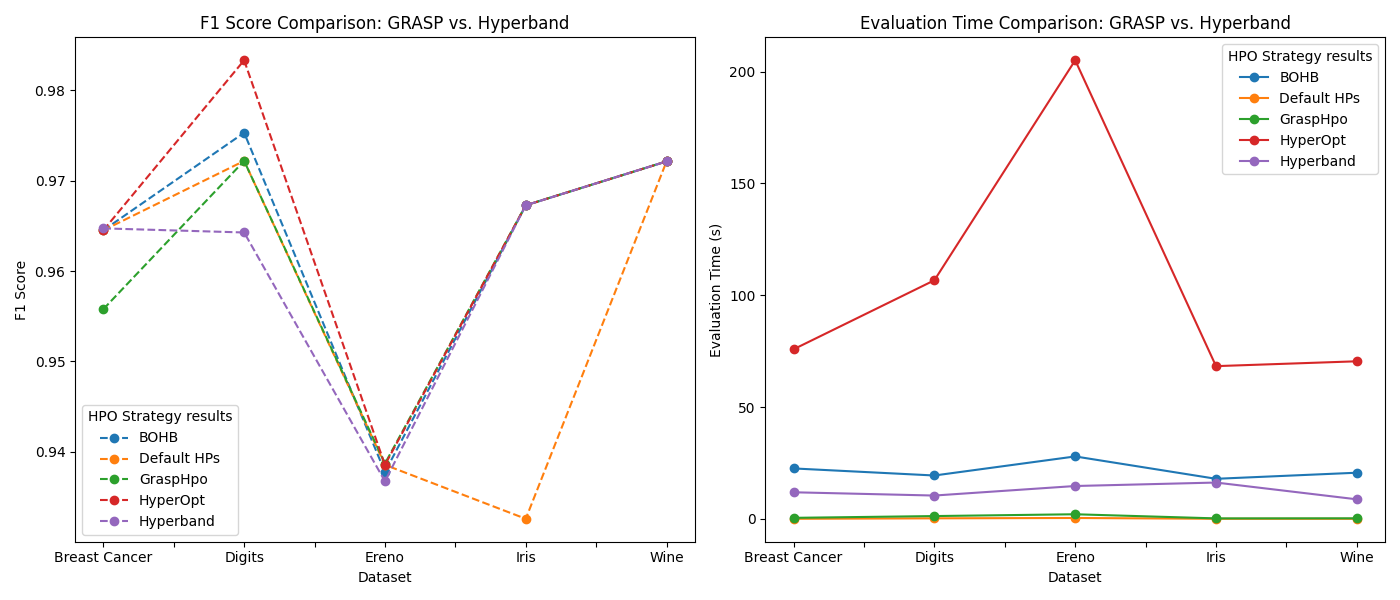 F1 Score Comparison: GRASP vs. Hyperband
F1 Score
0.98
0.97
0.96
0.95
0.94
HPO Strategy results
BOHB
Default HPs
GraspHpo
HyperOpt
Hyperband
Breast Cancer
Digits
Ereno
Iris
Wine
Dataset
Evaluation Time Comparison: GRASP vs. Hyperband
Evaluation Time (s)
200
150
100
50
0
HPO Strategy results
BOHB
Default HPs
GraspHpo
HyperOpt
Hyperband
Breast Cancer
Digits
Ereno
Iris
Wine
Dataset